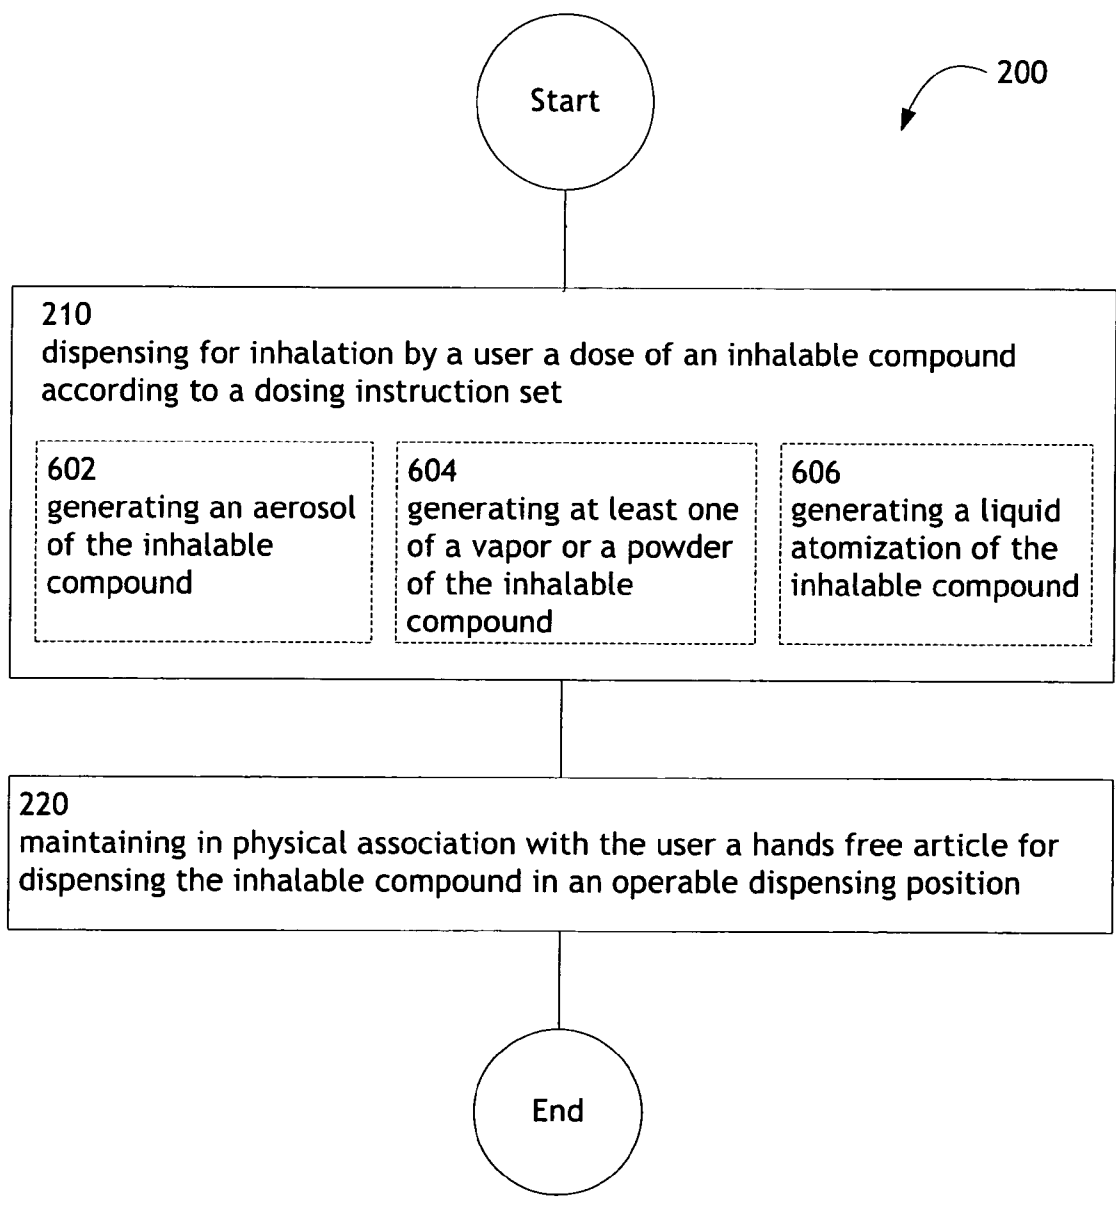 Start
200
210
dispensing for inhalation by a user a dose of an inhalable compound
according to a dosing instruction set
602
generating an aerosol
of the inhalable
compound
604
generating at least one
of a vapor or a powder
of the inhalable
compound
606
generating a liquid
atomization of the
inhalable compound
220
maintaining in physical association with the user a hands free article for
dispensing the inhalable compound in an operable dispensing position
End